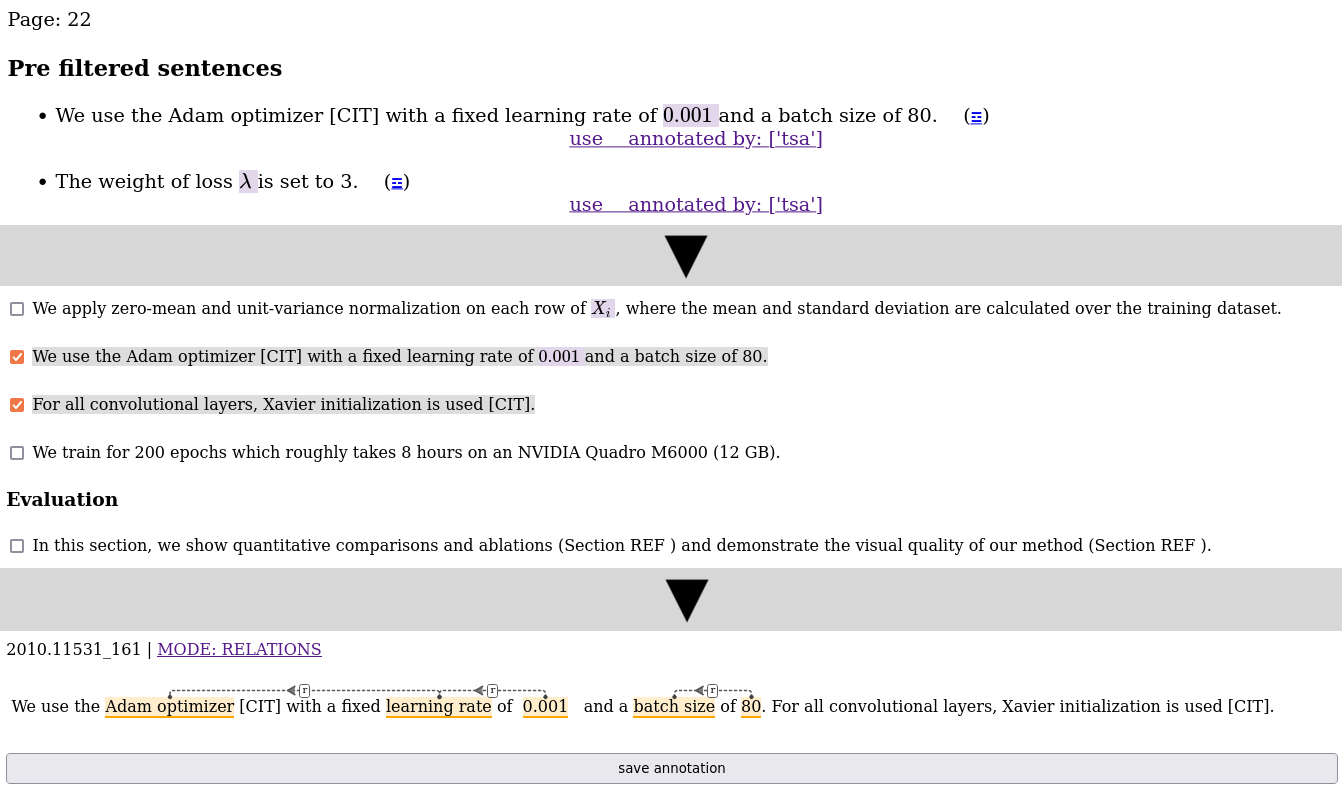 Page: 22
Pre filtered sentences
• We use the Adam optimizer [CIT] with a fixed learning rate of 0.001 and a batch size of 80. (☲)
use annotated by: ['tsa']
• The weight of loss λ is set to 3. (☲)
use annotated by: ['tsa']
We apply zero-mean and unit-variance normalization on each row of Xᵢ , where the mean and standard deviation are calculated over the training dataset.
We use the Adam optimizer [CIT] with a fixed learning rate of 0.001 and a batch size of 80.
For all convolutional layers, Xavier initialization is used [CIT].
We train for 200 epochs which roughly takes 8 hours on an NVIDIA Quadro M6000 (12 GB).
Evaluation
In this section, we show quantitative comparisons and ablations (Section REF ) and demonstrate the visual quality of our method (Section REF ).
2010.11531_161 | MODE: RELATIONS
r r r
We use the Adam optimizer [CIT] with a fixed learning rate of 0.001 and a batch size of 80. For all convolutional layers, Xavier initialization is used [CIT].
save annotation